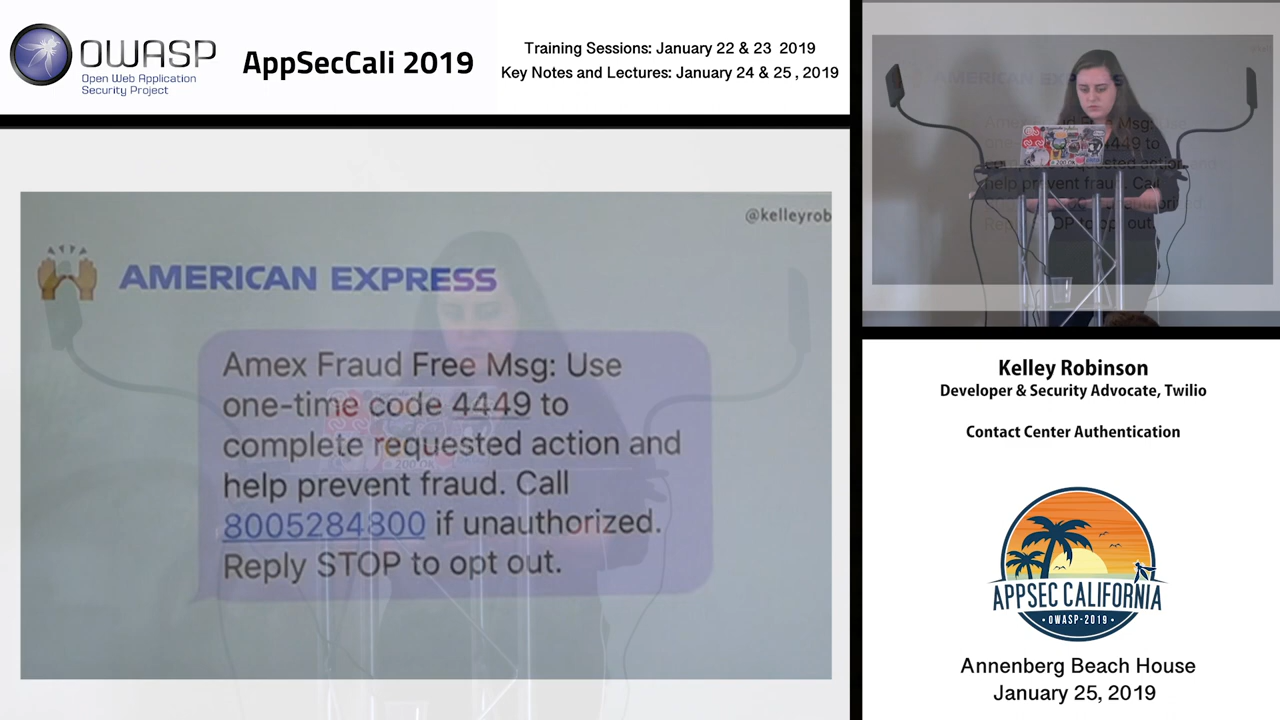 OWASP
Open Web Application
Security Project
AppSecCali 2019
Training Sessions: January 22 & 23 2019
Key Notes and Lectures: January 24 & 25 , 2019
@kelleyrob
AMERICAN EXPRESS
Amex Fraud Free Msg: Use
one-time code 4449 to
complete requested action and
help prevent fraud. Call
8005284800 if unauthorized.
Reply STOP to opt out.
200 OK
Kelley Robinson
Developer & Security Advocate, Twilio
Contact Center Authentication
APPSEC CALIFORNIA
· OWASP-2019 ·
Annenberg Beach House
January 25, 2019